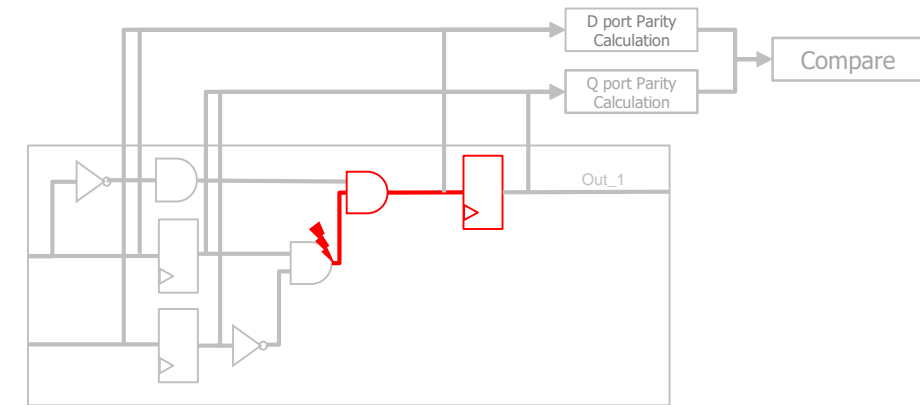 D port Parity
Calculation
Compare
Q port Parity
Calculation
Out_1